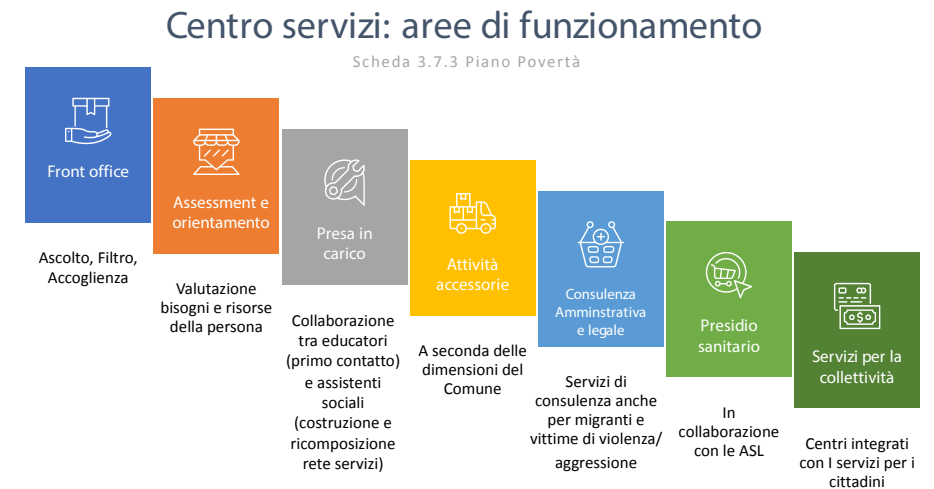 Centro servizi: aree di funzionamento
Scheda 3.7.3 Piano Povertà
Front office
Ascolto, Filtro,
Accoglienza
Assessment e
orientamento
Valutazione
bisogni e risorse
della persona
Presa in
carico
Collaborazione
tra educatori
(primo contatto)
e assistenti
sociali
(costruzione e
ricomposizione
rete servizi)
Attività
accessorie
A seconda delle
dimensioni del
Comune
Consulenza
Amminstrativa
e legale
Servizi di
consulenza anche
per migranti e
vittime di violenza/
aggressione
Presidio
sanitario
In
collaborazione
con le ASL
Servizi per la
collettività
Centri integrati
con I servizi per i
cittadini